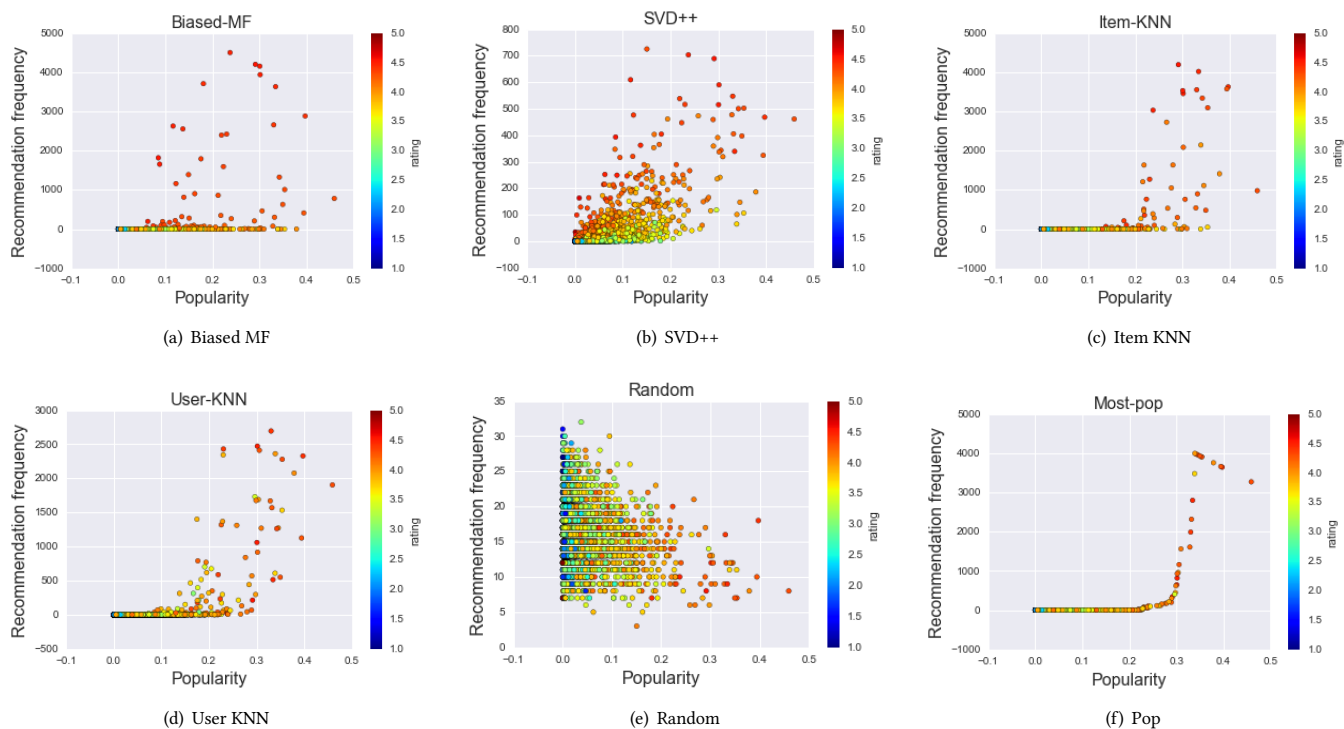 Biased-MF
5000
4000
3000
2000
1000
0
−1000
−0.1 0.0 0.1 0.2 0.3 0.4 0.5
Recommendation frequency
Popularity
5.0
4.5
4.0
3.5
3.0
2.5
2.0
1.5
1.0
rating
(a) Biased MF
SVD++
800
700
600
500
400
300
200
100
0
−100
−0.1 0.0 0.1 0.2 0.3 0.4 0.5
Recommendation frequency
Popularity
5.0
4.5
4.0
3.5
3.0
2.5
2.0
1.5
1.0
rating
(b) SVD++
Item-KNN
5000
4000
3000
2000
1000
0
−1000
−0.1 0.0 0.1 0.2 0.3 0.4 0.5
Recommendation frequency
Popularity
5.0
4.5
4.0
3.5
3.0
2.5
2.0
1.5
1.0
rating
(c) Item KNN
User-KNN
3000
2500
2000
1500
1000
500
0
−500
−0.1 0.0 0.1 0.2 0.3 0.4 0.5
Recommendation frequency
Popularity
5.0
4.5
4.0
3.5
3.0
2.5
2.0
1.5
1.0
rating
(d) User KNN
Random
35
30
25
20
15
10
5
0
−0.1 0.0 0.1 0.2 0.3 0.4 0.5
Recommendation frequency
Popularity
5.0
4.5
4.0
3.5
3.0
2.5
2.0
1.5
1.0
rating
(e) Random
Most-pop
5000
4000
3000
2000
1000
0
−1000
−0.1 0.0 0.1 0.2 0.3 0.4 0.5
Recommendation frequency
Popularity
5.0
4.5
4.0
3.5
3.0
2.5
2.0
1.5
1.0
rating
(f) Pop